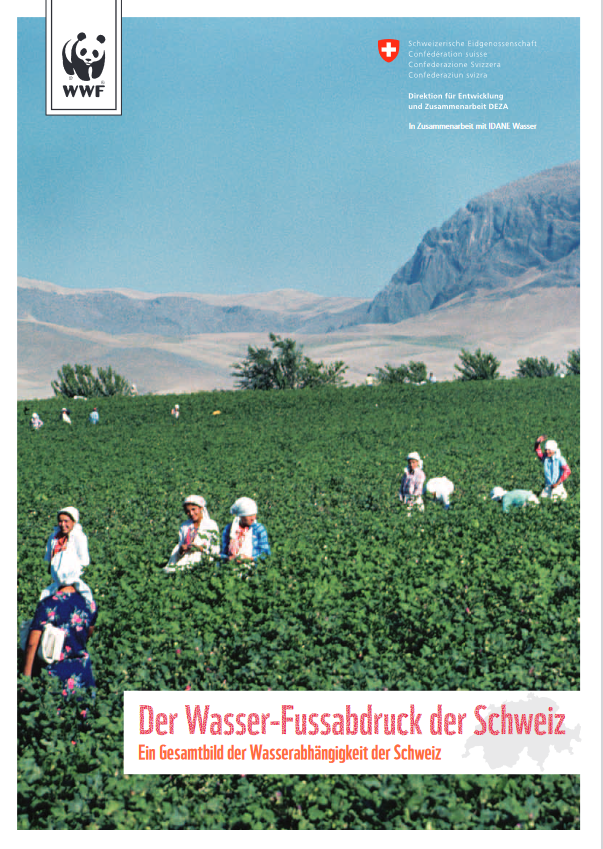 WWF
Schweizerische Eidgenossenschaft
Confédération suisse
Confederazione Svizzera
Confederaziun svizra
Direktion für Entwicklung
und Zusammenarbeit DEZA
In Zusammenarbeit mit IDANE Wasser
Der Wasser-Fussabdruck der Schweiz
Ein Gesamtbild der Wasserabhängigkeit der Schweiz